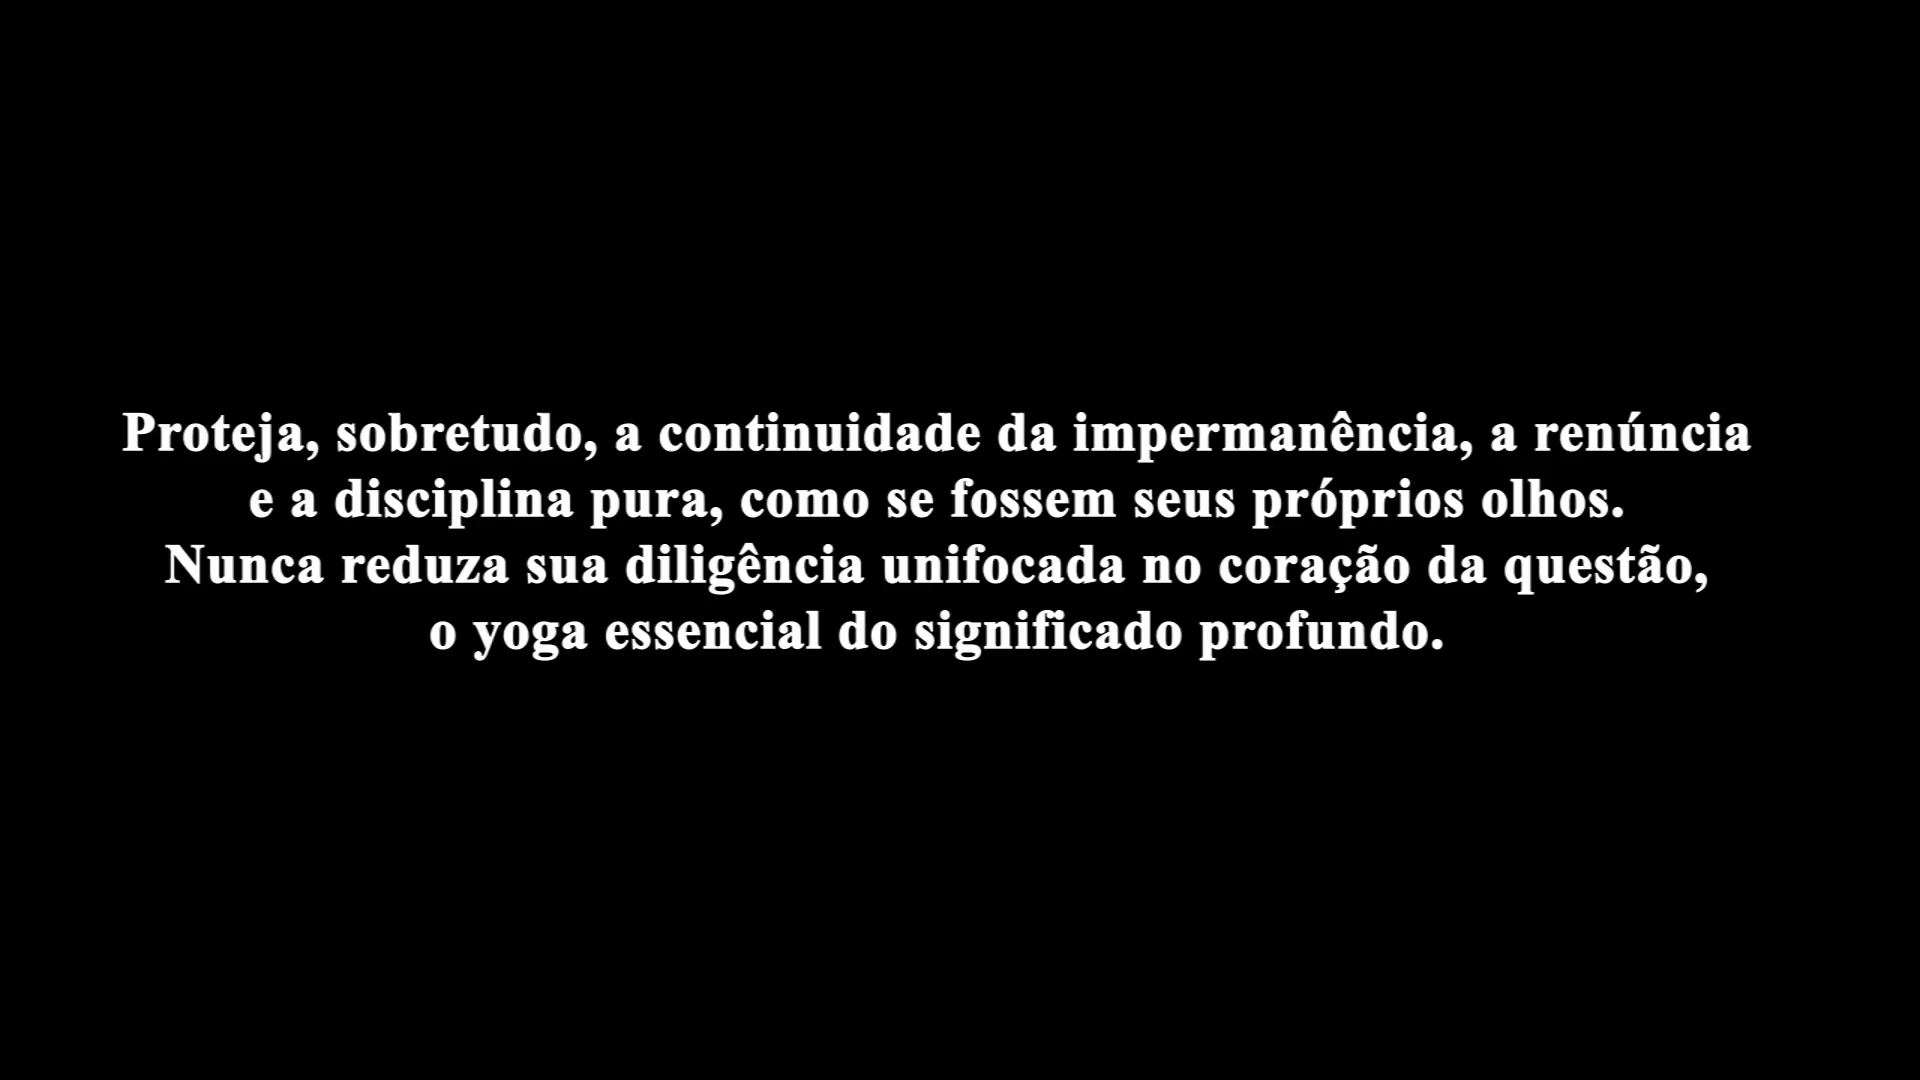 Proteja, sobretudo, a continuidade da impermanência, a renúncia
e a disciplina pura, como se fossem seus próprios olhos.
Nunca reduza sua diligência unifocada no coração da questão,
o yoga essencial do significado profundo.